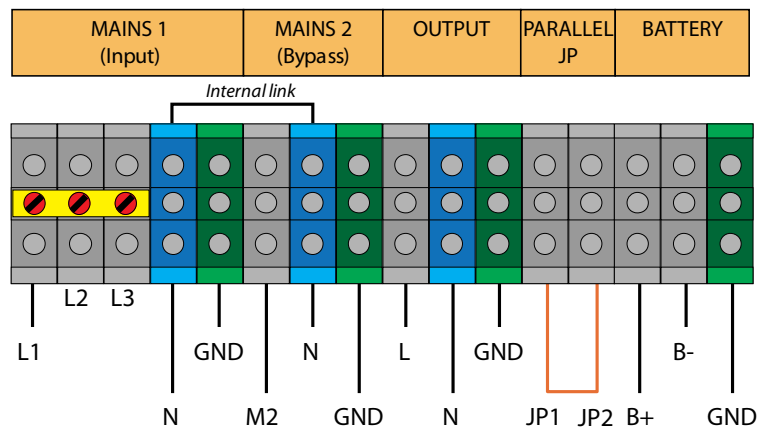 MAINS 1
(Input)
MAINS 2
(Bypass)
OUTPUT
PARALLEL
JP
BATTERY
Internal link
L2 L3
L1 GND N L GND B-
N M2 GND N JP1 JP2 B+ GND